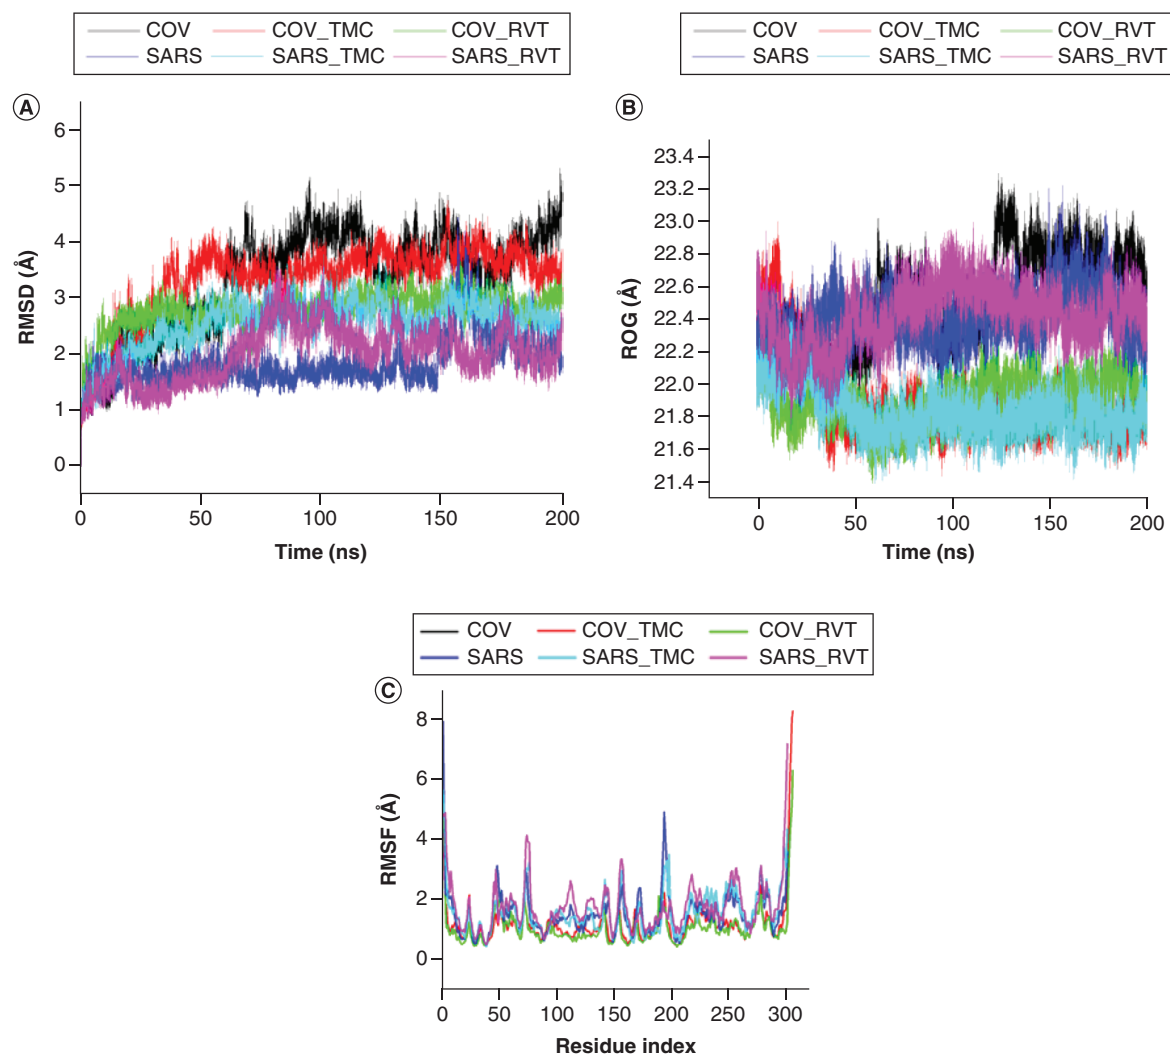 COV COV_TMC COV_RVT
SARS SARS_TMC SARS_RVT
A
6
5
4
3
2
1
0
RMSD (Å)
0 50 100 150 200
Time (ns)
COV COV_TMC COV_RVT
SARS SARS_TMC SARS_RVT
B
23.4
23.2
23.0
22.8
22.6
22.4
22.2
22.0
21.8
21.6
21.4
ROG (Å)
0 50 100 150 200
Time (ns)
COV COV_TMC COV_RVT
SARS SARS_TMC SARS_RVT
C
8
6
4
2
0
RMSF (Å)
0 50 100 150 200 250 300
Residue index